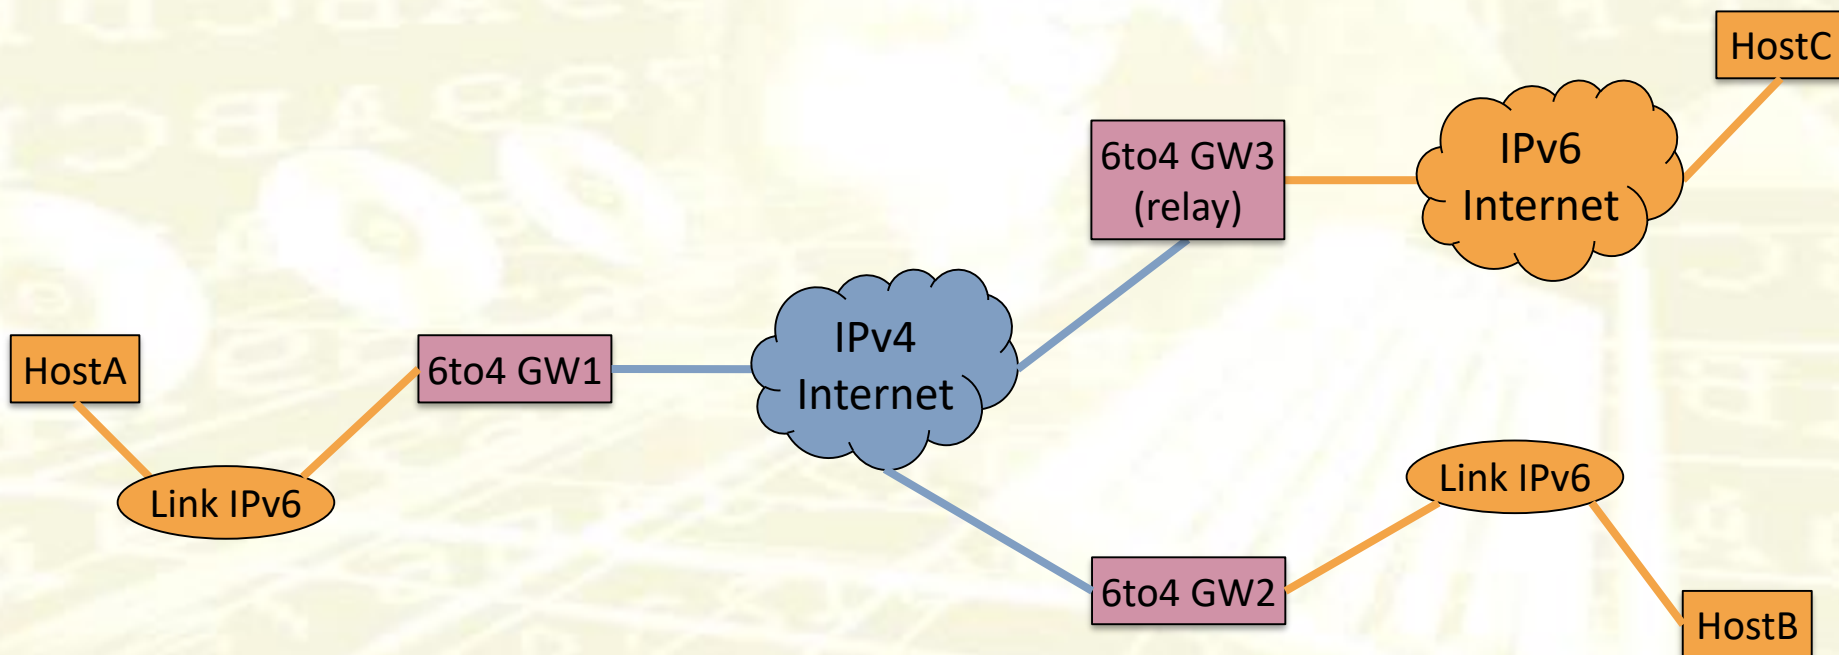 HostC
6to4 GW3
(relay)
IPv6
Internet
HostA
6to4 GW1
IPv4
Internet
Link IPv6
Link IPv6
6to4 GW2
HostB